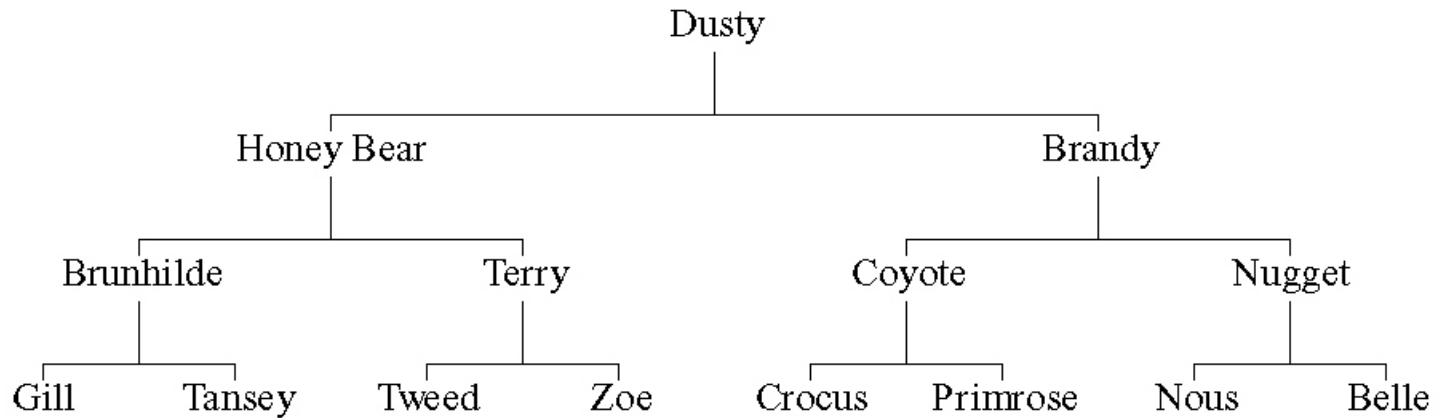 Dusty
Honey Bear Brandy
Brunhilde Terry Coyote Nugget
Gill Tansey Tweed Zoe Crocus Primrose Nous Belle